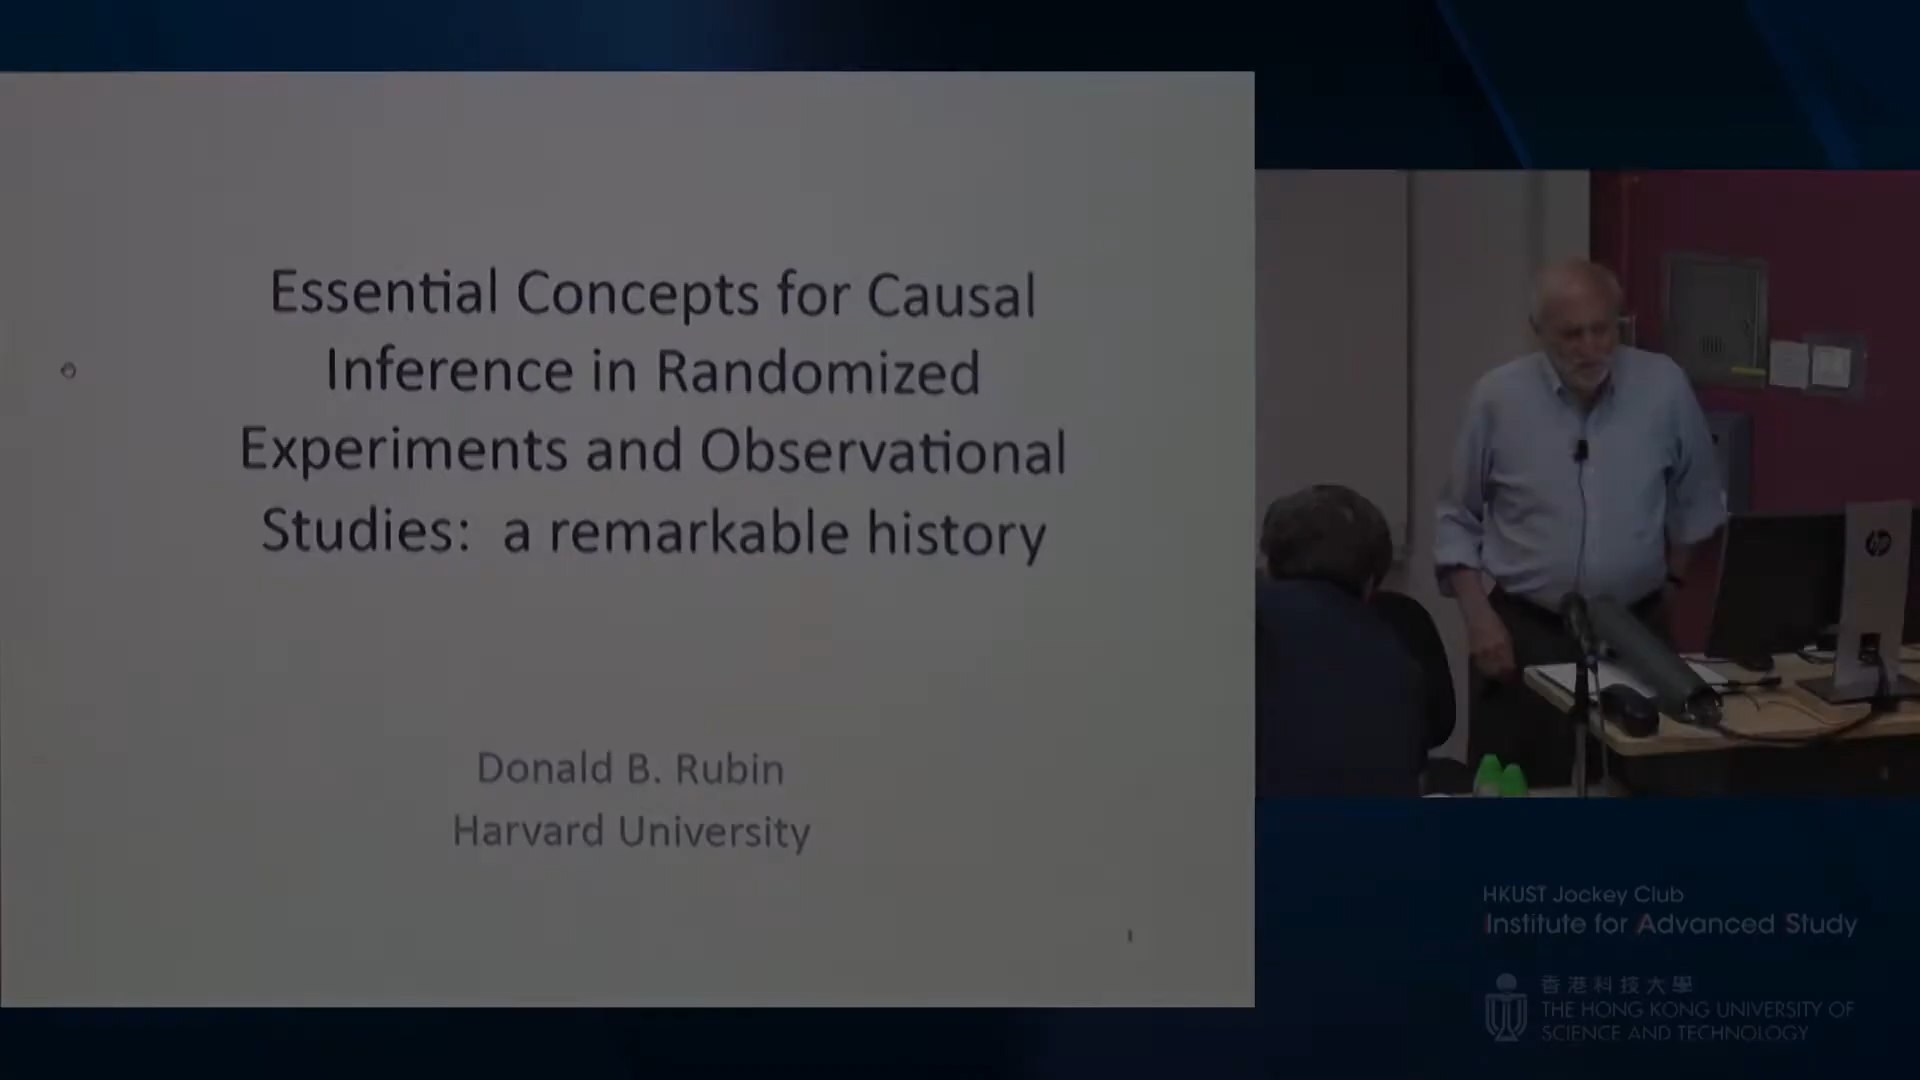 Essential Concepts for Causal
Inference in Randomized
Experiments and Observational
Studies: a remarkable history
Donald B. Rubin
Harvard University
1
hp
HKUST Jockey Club
Institute for Advanced Study
香港科技大學
THE HONG KONG UNIVERSITY OF
SCIENCE AND TECHNOLOGY